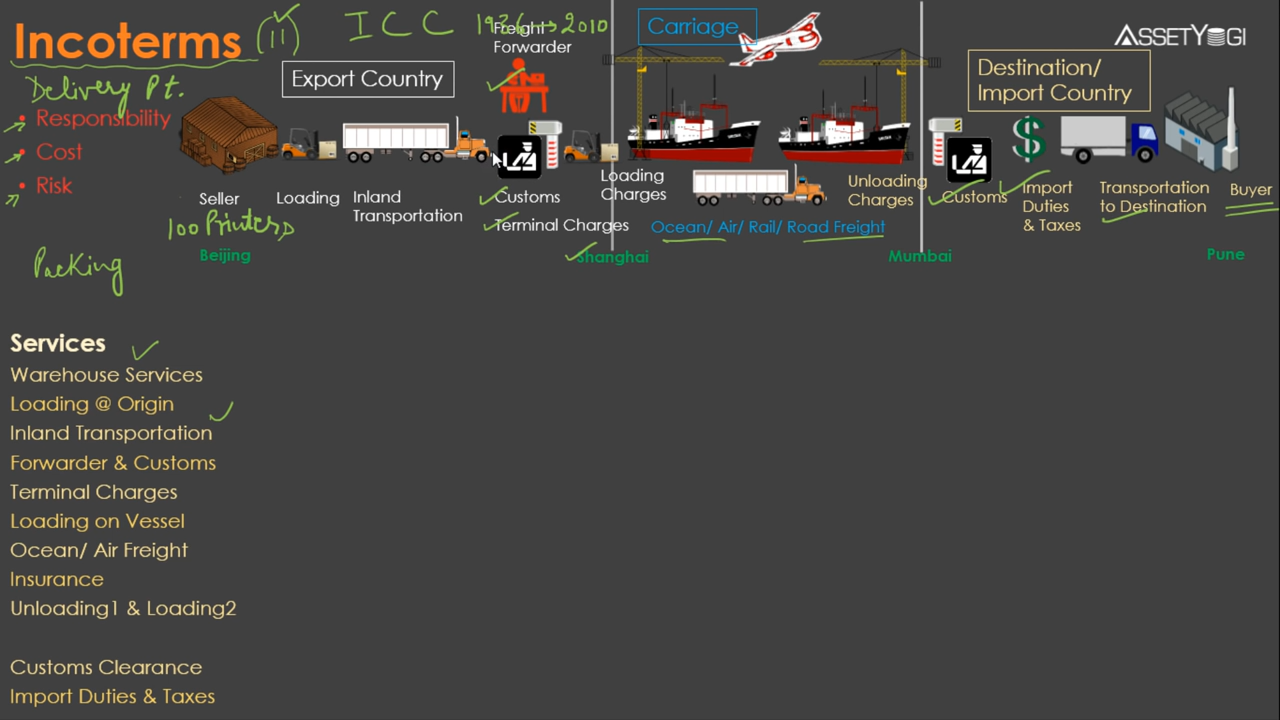 Incoterms (11) ICC 1936 → 2010
Freight
Forwarder
Carriage
ASSETYOGI
Export Country
Destination/
Import Country
Delivery Pt.
• Responsibility
• Cost
• Risk
Seller
Loading
Inland
Transportation
Customs
Terminal Charges
Loading
Charges
Ocean/ Air/ Rail/ Road Freight
Unloading
Charges
Customs
Import
Duties
& Taxes
Transportation
to Destination
Buyer
100 Printers
Packing
Beijing
Shanghai
Mumbai
Pune
Services
Warehouse Services
Loading @ Origin
Inland Transportation
Forwarder & Customs
Terminal Charges
Loading on Vessel
Ocean/ Air Freight
Insurance
Unloading1 & Loading2
Customs Clearance
Import Duties & Taxes